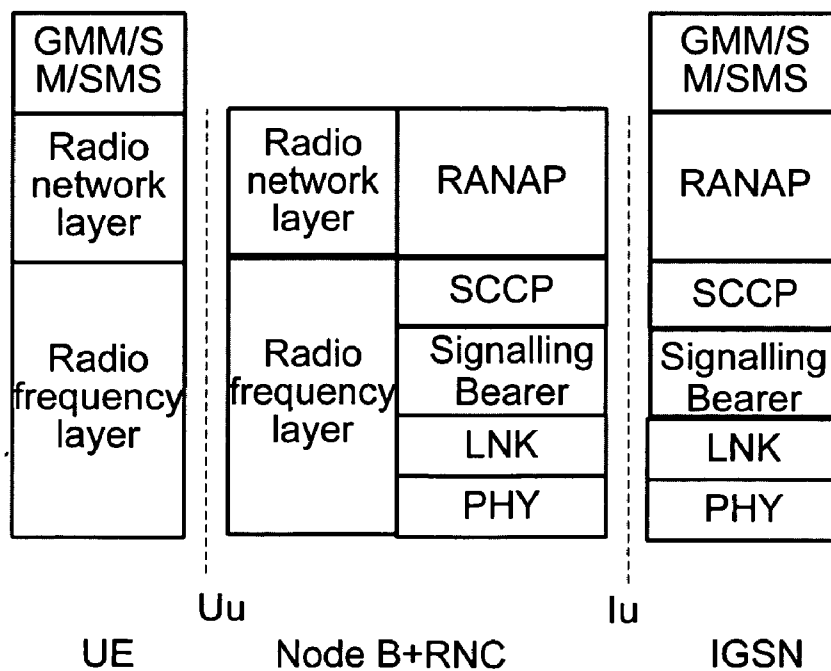 GMM/S
M/SMS
Radio
network
layer
Radio
frequency
layer
Radio
network
layer
Radio
frequency
layer
RANAP
SCCP
Signalling
Bearer
LNK
PHY
GMM/S
M/SMS
RANAP
SCCP
Signalling
Bearer
LNK
PHY
Uu
Iu
UE
Node B+RNC
IGSN